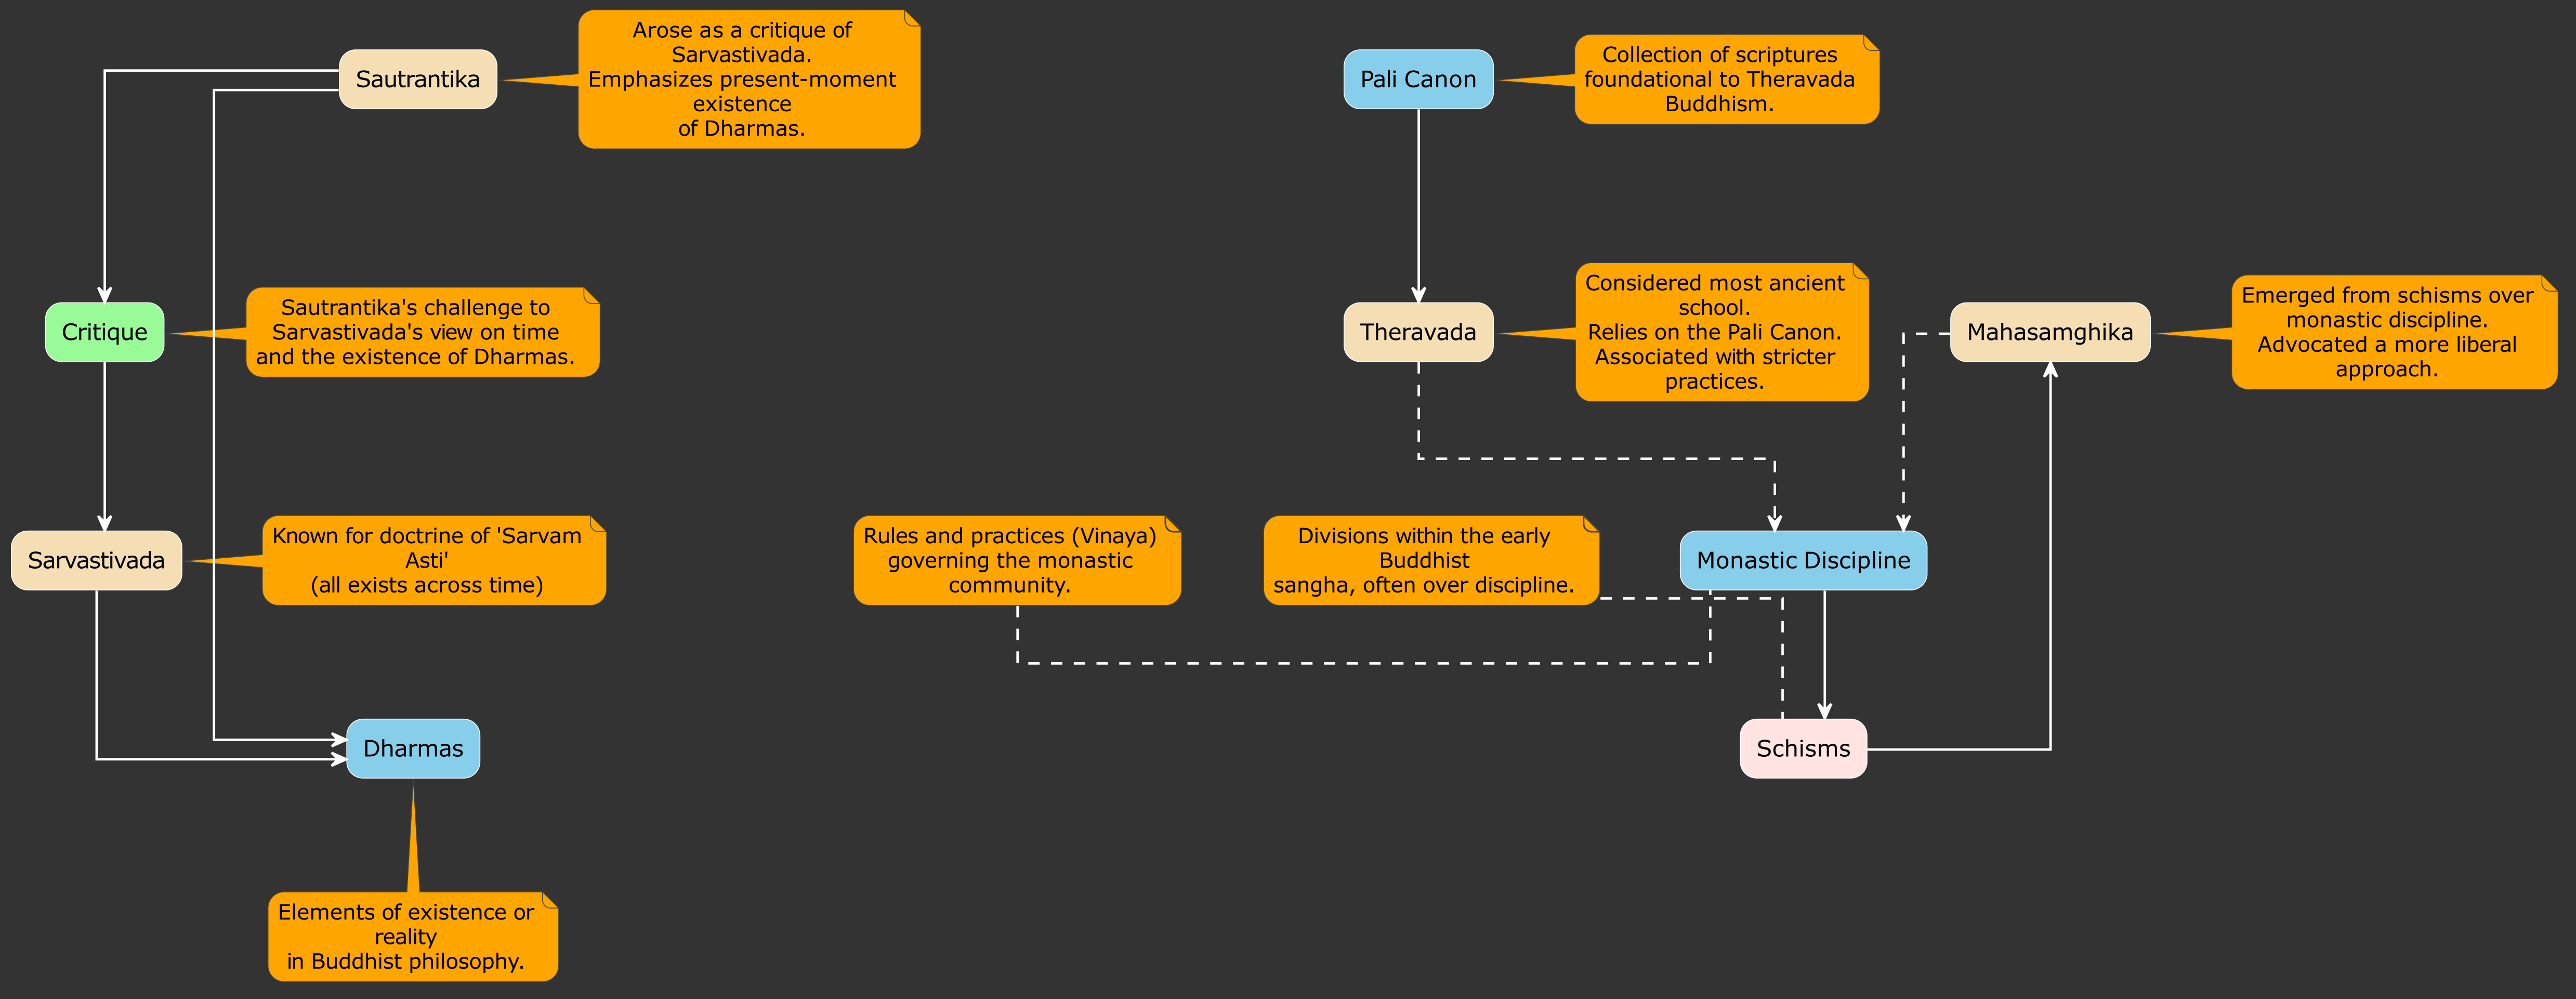 Sautrantika
Arose as a critique of
Sarvastivada.
Emphasizes present-moment
existence
of Dharmas.
Critique
Sautrantika's challenge to
Sarvastivada's view on time
and the existence of Dharmas.
Sarvastivada
Known for doctrine of 'Sarvam
Asti'
(all exists across time)
Dharmas
Elements of existence or
reality
in Buddhist philosophy.
Pali Canon
Collection of scriptures
foundational to Theravada
Buddhism.
Theravada
Considered most ancient
school.
Relies on the Pali Canon.
Associated with stricter
practices.
Mahasamghika
Emerged from schisms over
monastic discipline.
Advocated a more liberal
approach.
Rules and practices (Vinaya)
governing the monastic
community.
Divisions within the early
Buddhist
sangha, often over discipline.
Monastic Discipline
Schisms